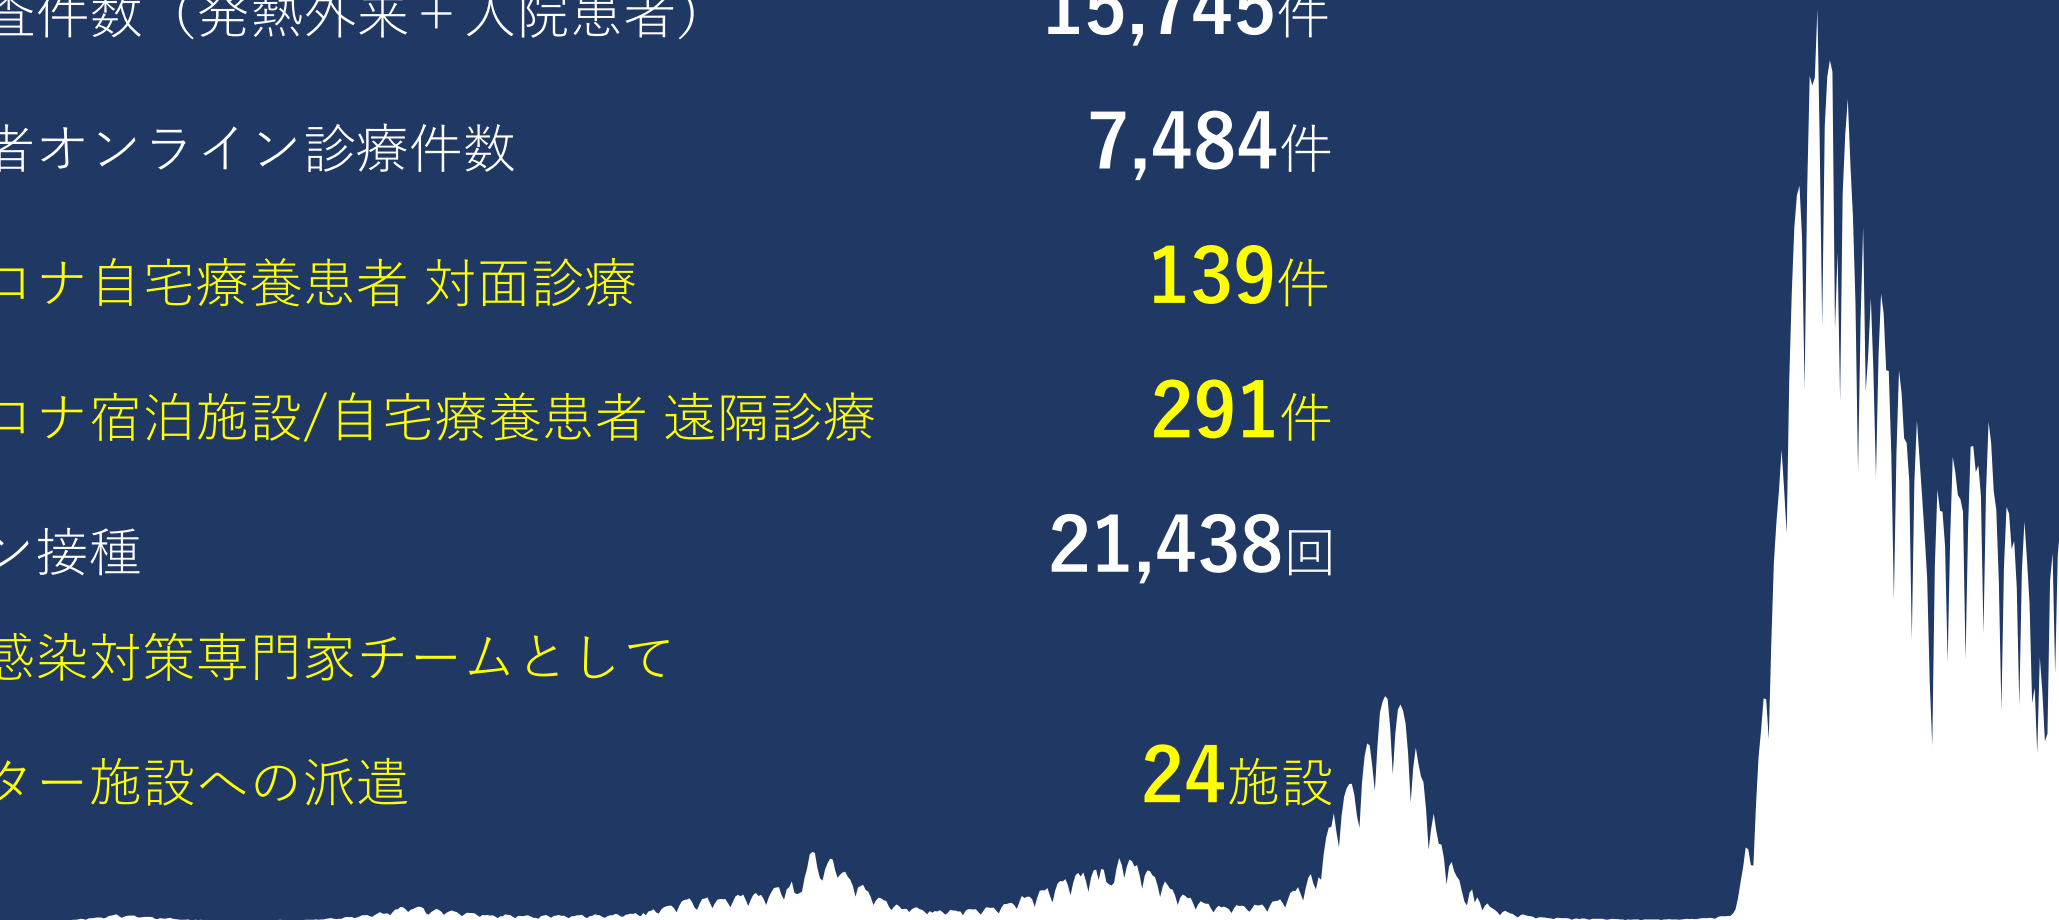 査件数（発熱外来＋入院患者） 15,745件
者オンライン診療件数 7,484件
ロナ自宅療養患者 対面診療 139件
ロナ宿泊施設/自宅療養患者 遠隔診療 291件
ン接種 21,438回
感染対策専門家チームとして
ター施設への派遣 24施設